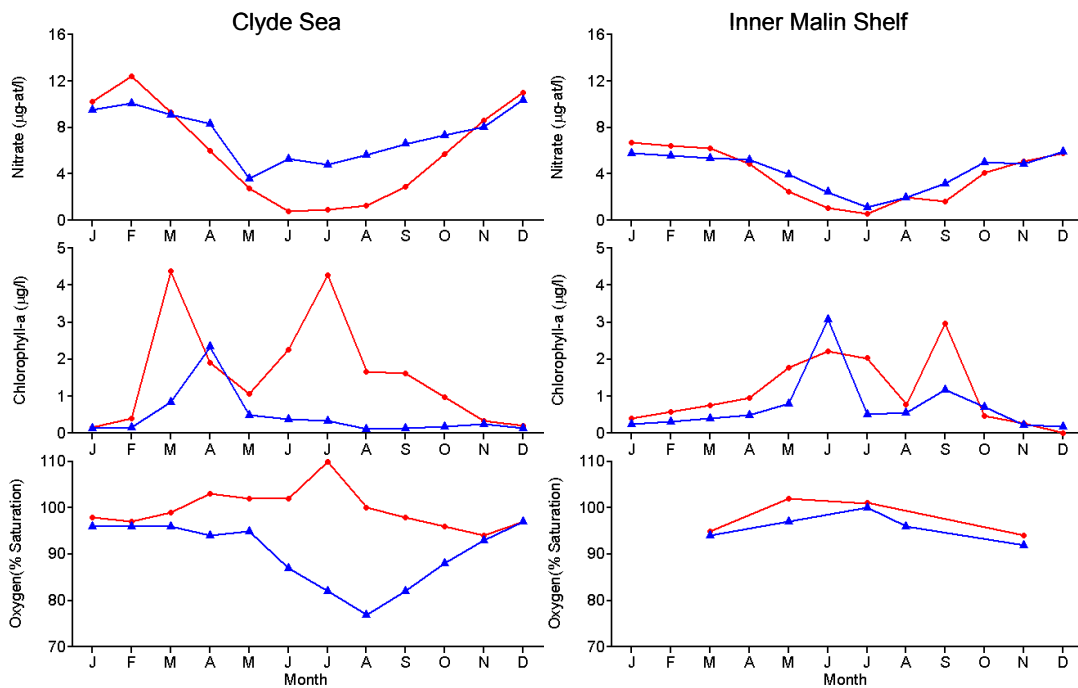 Clyde Sea
Nitrate (µg-at/l)
16
12
8
4
0
J F M A M J J A S O N D
Chlorophyll-a (µg/l)
5
4
3
2
1
0
J F M A M J J A S O N D
Oxygen(% Saturation)
110
100
90
80
70
J F M A M J J A S O N D
Month
Inner Malin Shelf
Nitrate (µg-at/l)
16
12
8
4
0
J F M A M J J A S O N D
Chlorophyll-a (µg/l)
5
4
3
2
1
0
J F M A M J J A S O N D
Oxygen(% Saturation)
110
100
90
80
70
J F M A M J J A S O N D
Month